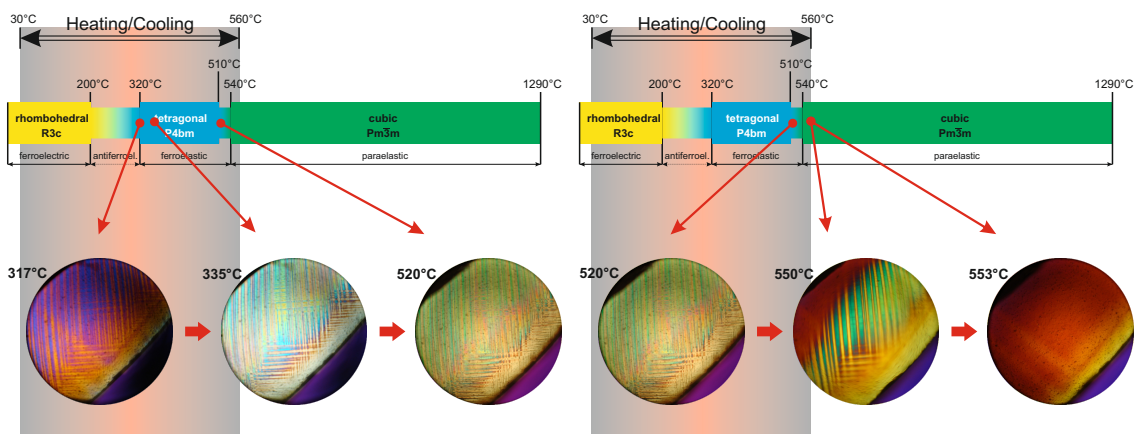 30°C
Heating/Cooling
560°C
510°C
200°C
320°C
540°C
1290°C
rhombohedral
R3c
tetragonal
P4bm
cubic
Pm3̅m
ferroelectric
antiferroel.
ferroelastic
paraelastic
317°C
335°C
520°C
30°C
Heating/Cooling
560°C
510°C
200°C
320°C
540°C
1290°C
rhombohedral
R3c
tetragonal
P4bm
cubic
Pm3̅m
ferroelectric
antiferroel.
ferroelastic
paraelastic
520°C
550°C
553°C